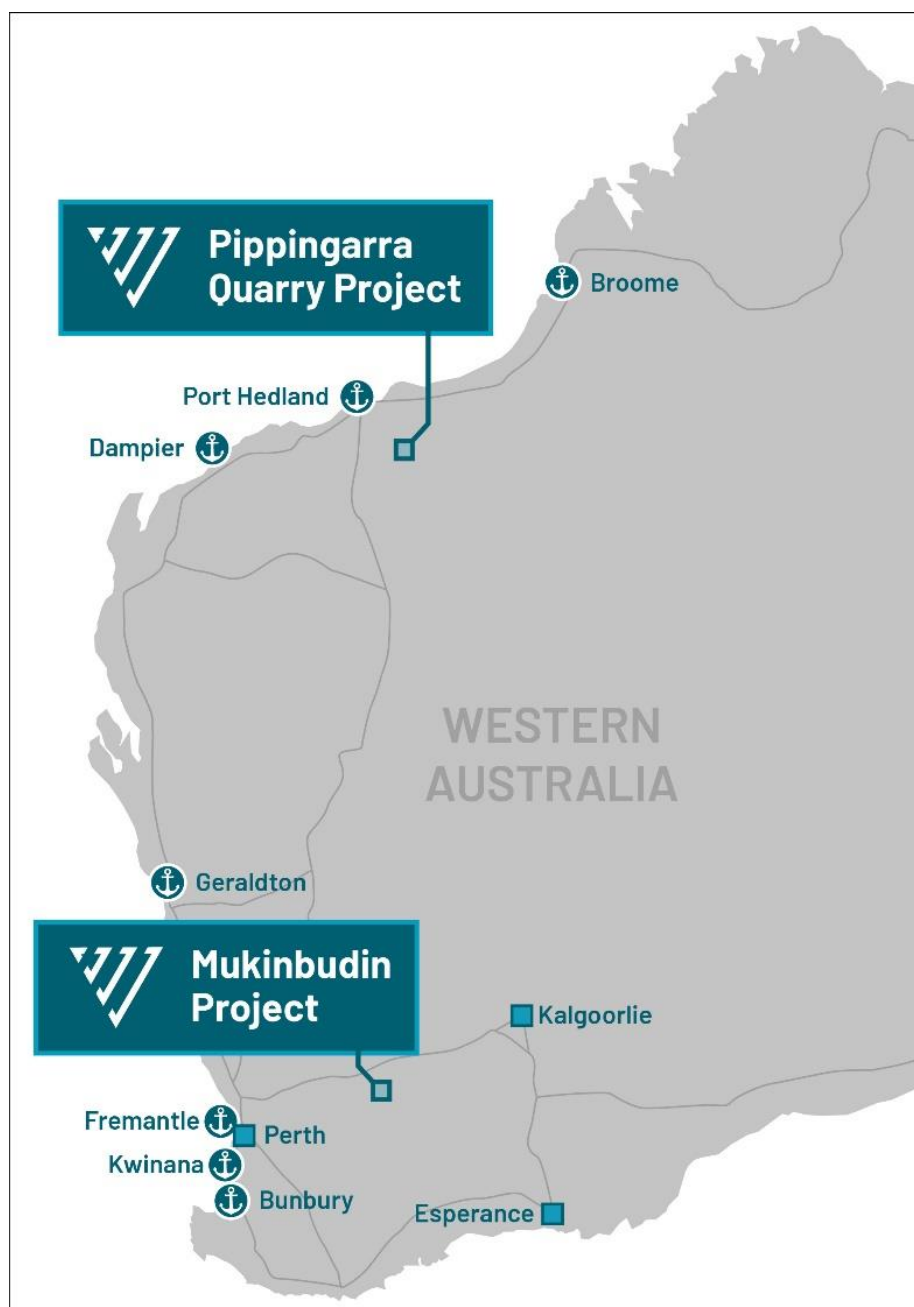 Pippingarra
Quarry Project
Broome
Port Hedland
Dampier
WESTERN
AUSTRALIA
Geraldton
Mukinbudin
Project
Kalgoorlie
Fremantle
Perth
Kwinana
Bunbury
Esperance